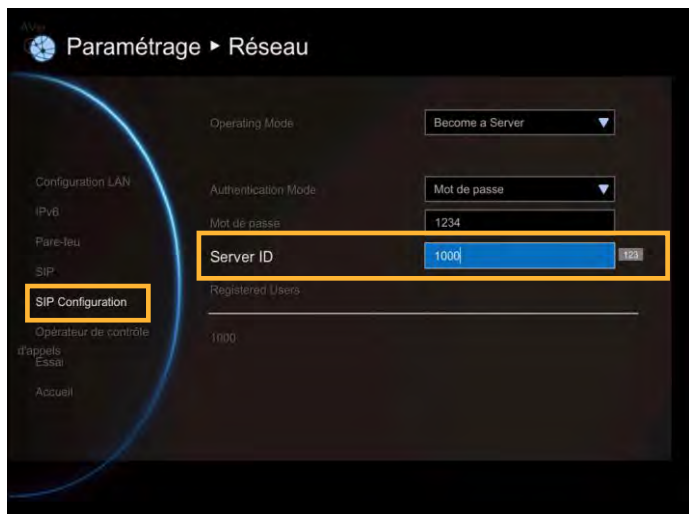 AVer
Paramétrage ▸ Réseau
Operating Mode
Become a Server
Configuration LAN
Authentication Mode
Mot de passe
IPv6
Mot de passe
1234
Pare-feu
Server ID
1000
123
SIP
Registered Users
SIP Configuration
Opérateur de contrôle
d'appels
1000
Essai
Accueil